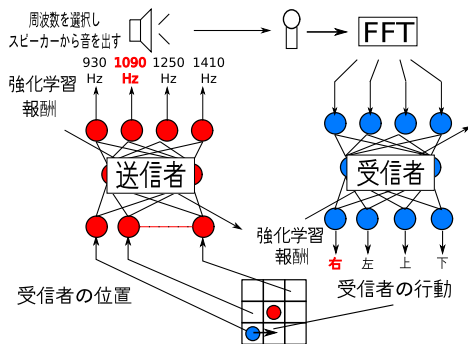 周波数を選択し
スピーカーから音を出す
FFT
930 Hz
1090 Hz
1250 Hz
1410 Hz
強化学習
報酬
送信者
受信者
強化学習
報酬
右
左
上
下
受信者の位置
受信者の行動